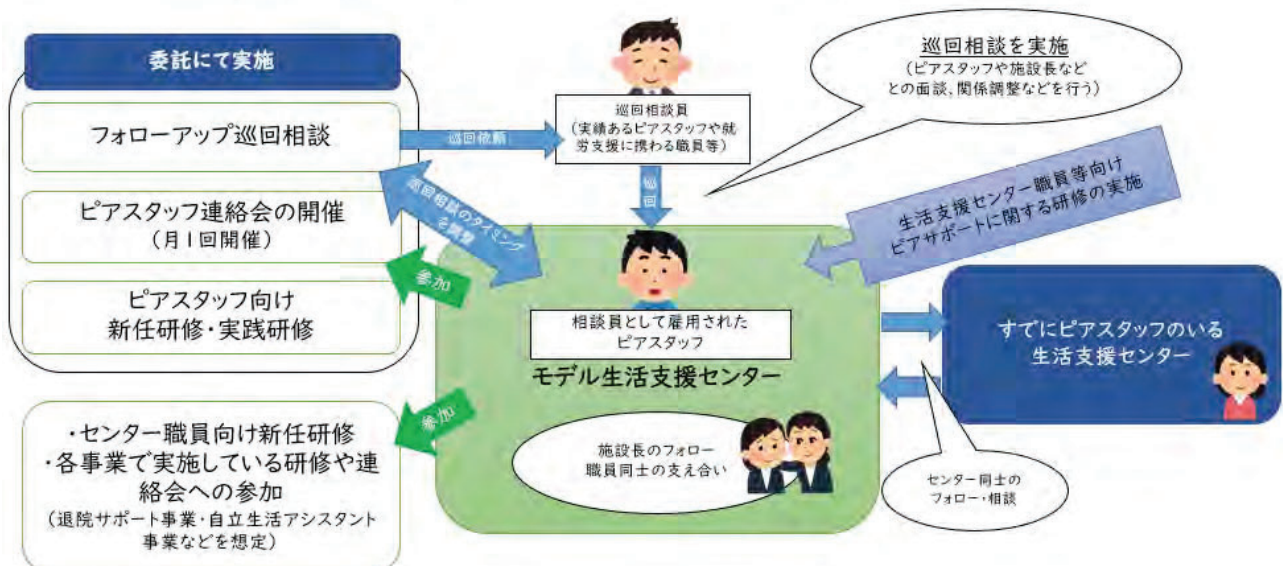 委託にて実施
フォローアップ巡回相談
ピアスタッフ連絡会の開催
(月1回開催)
ピアスタッフ向け
新任研修・実践研修
・センター職員向け新任研修
・各事業で実施している研修や連
絡会への参加
(退院サポート事業・自立生活アシスタント
事業などを想定)
巡回依頼
巡回相談のタイミング
を調整
参加
参加
巡回相談員
(実績あるピアスタッフや就
労支援に携わる職員等)
巡回
巡回相談を実施
(ピアスタッフや施設長など
との面談、関係調整などを行う)
生活支援センター職員等向け
ピアサポートに関する研修の実施
相談員として雇用された
ピアスタッフ
モデル生活支援センター
施設長のフォロー
職員同士の支え合い
すでにピアスタッフのいる
生活支援センター
センター同士の
フォロー・相談